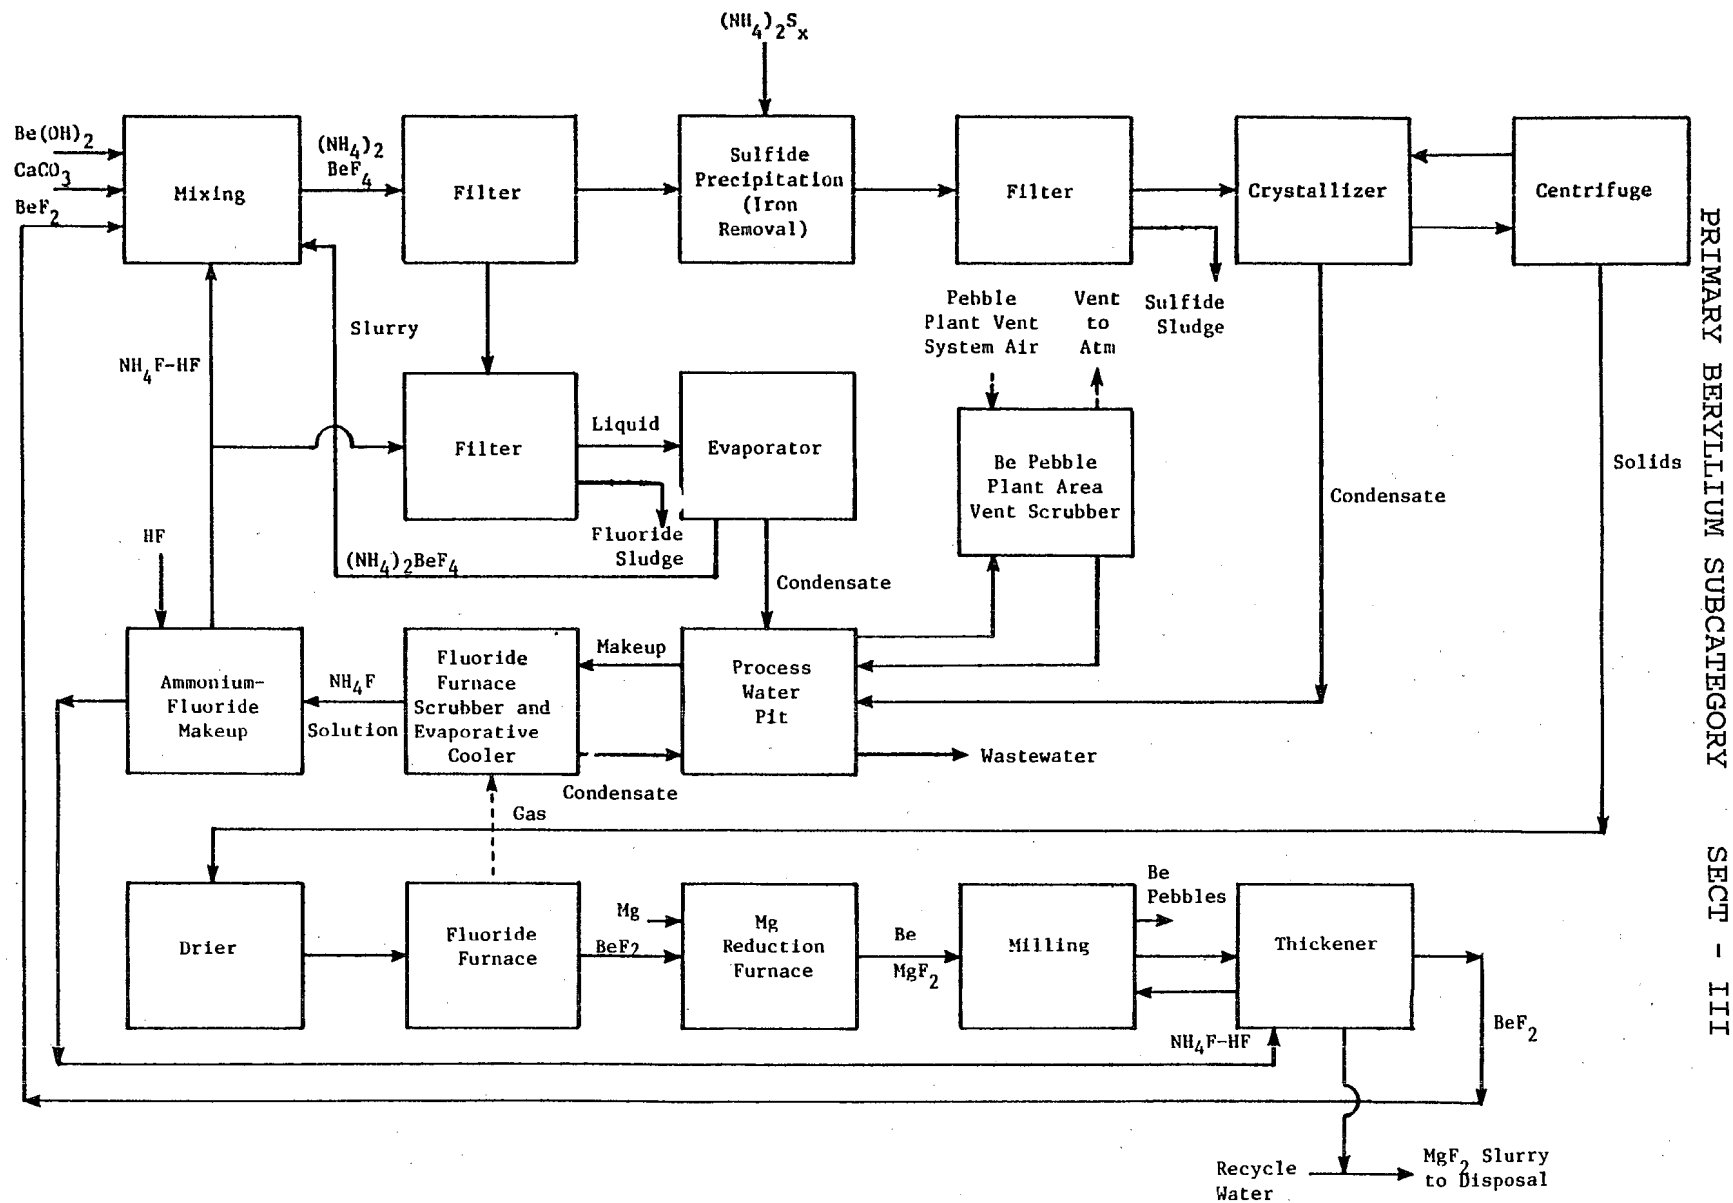 (NH4)2Sx
Be(OH)2
CaCO3
BeF2
Mixing
(NH4)2
BeF4
Filter
Sulfide
Precipitation
(Iron
Removal)
Filter
Crystallizer
Centrifuge
Slurry
NH4F-HF
Pebble
Plant Vent
System Air
Vent
to
Atm
Sulfide
Sludge
Filter
Liquid
Evaporator
Be Pebble
Plant Area
Vent Scrubber
Condensate
Solids
Fluoride
Sludge
HF
(NH4)2BeF4
Condensate
Ammonium-
Fluoride
Makeup
NH4F
Solution
Fluoride
Furnace
Scrubber and
Evaporative
Cooler
Makeup
Condensate
Process
Water
Pit
Wastewater
Gas
Drier
Fluoride
Furnace
Mg
BeF2
Mg
Reduction
Furnace
Be
MgF2
Milling
Be
Pebbles
Thickener
NH4F-HF
BeF2
Recycle
Water
MgF2 Slurry
to Disposal
PRIMARY BERYLLIUM SUBCATEGORY SECT - III